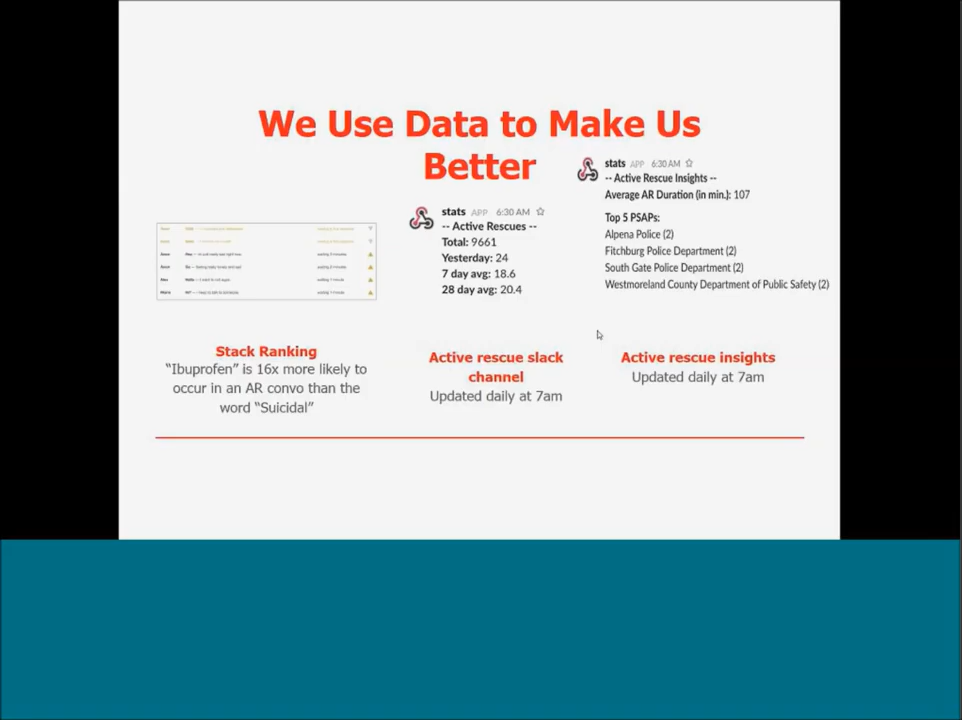 We Use Data to Make Us
Better
stats APP 6:30 AM
-- Active Rescues --
Total: 9661
Yesterday: 24
7 day avg: 18.6
28 day avg: 20.4
stats APP 6:30 AM
-- Active Rescue Insights --
Average AR Duration (in min.): 107
Top 5 PSAPs:
Alpena Police (2)
Fitchburg Police Department (2)
South Gate Police Department (2)
Westmoreland County Department of Public Safety (2)
Stack Ranking
“Ibuprofen” is 16x more likely to
occur in an AR convo than the
word “Suicidal”
Active rescue slack
channel
Updated daily at 7am
Active rescue insights
Updated daily at 7am